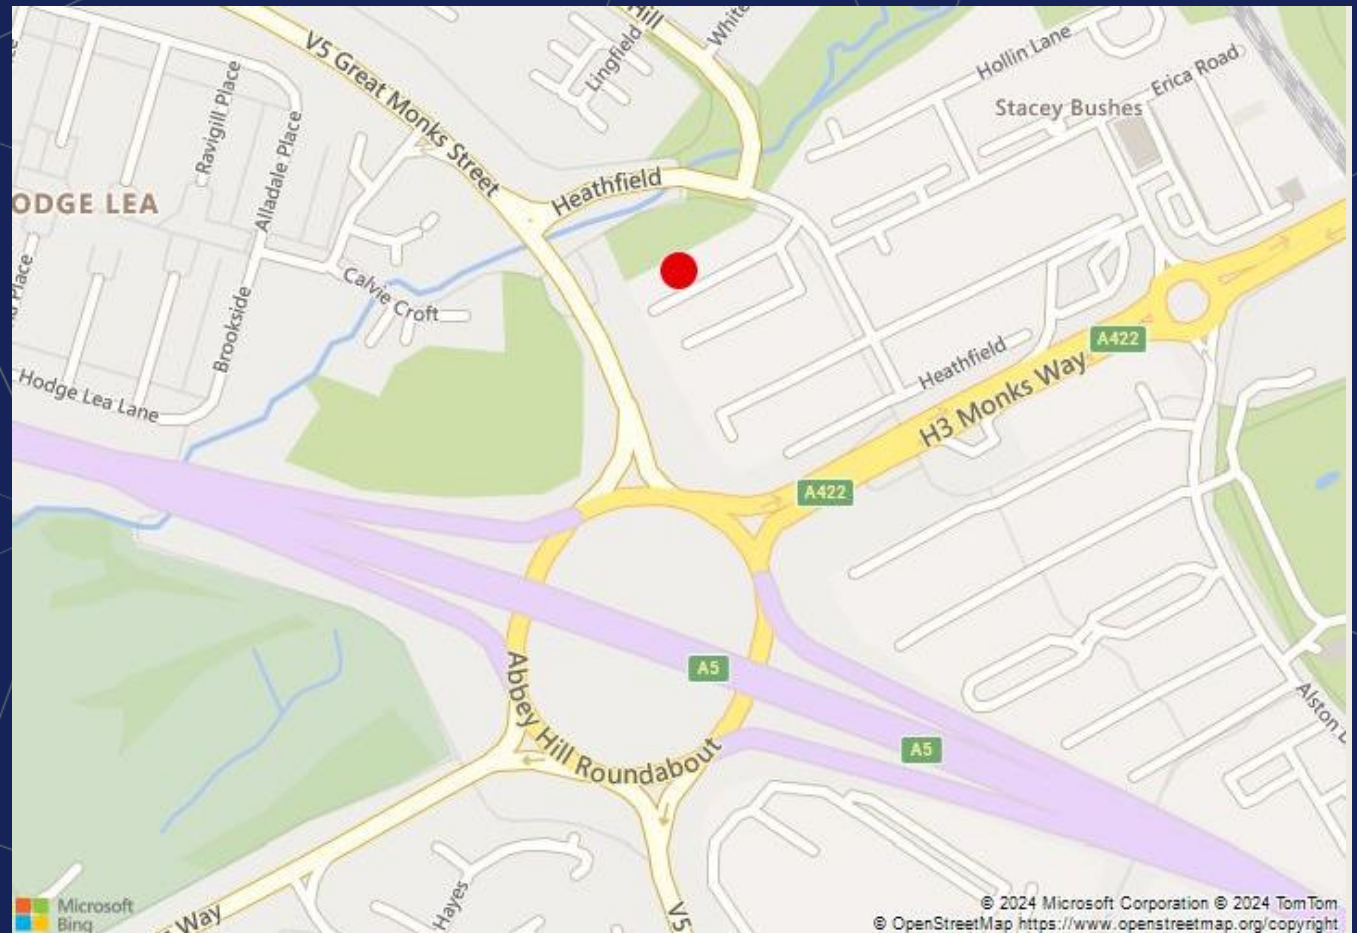 Hill
White
Lingfield
V5 Great Monks Street
Hollin Lane
Erica Road
Stacey Bushes
Ravigill Place
Alladale Place
ODGE LEA
Heathfield
Place
Calvie Croft
Brookside
Hodge Lea Lane
A422
Heathfield
H3 Monks Way
A422
A5
Abbey Hill Roundabout
A5
Alston
Hayes
Way
V5
Microsoft
Bing
© 2024 Microsoft Corporation © 2024 TomTom
© OpenStreetMap https://www.openstreetmap.org/copyright